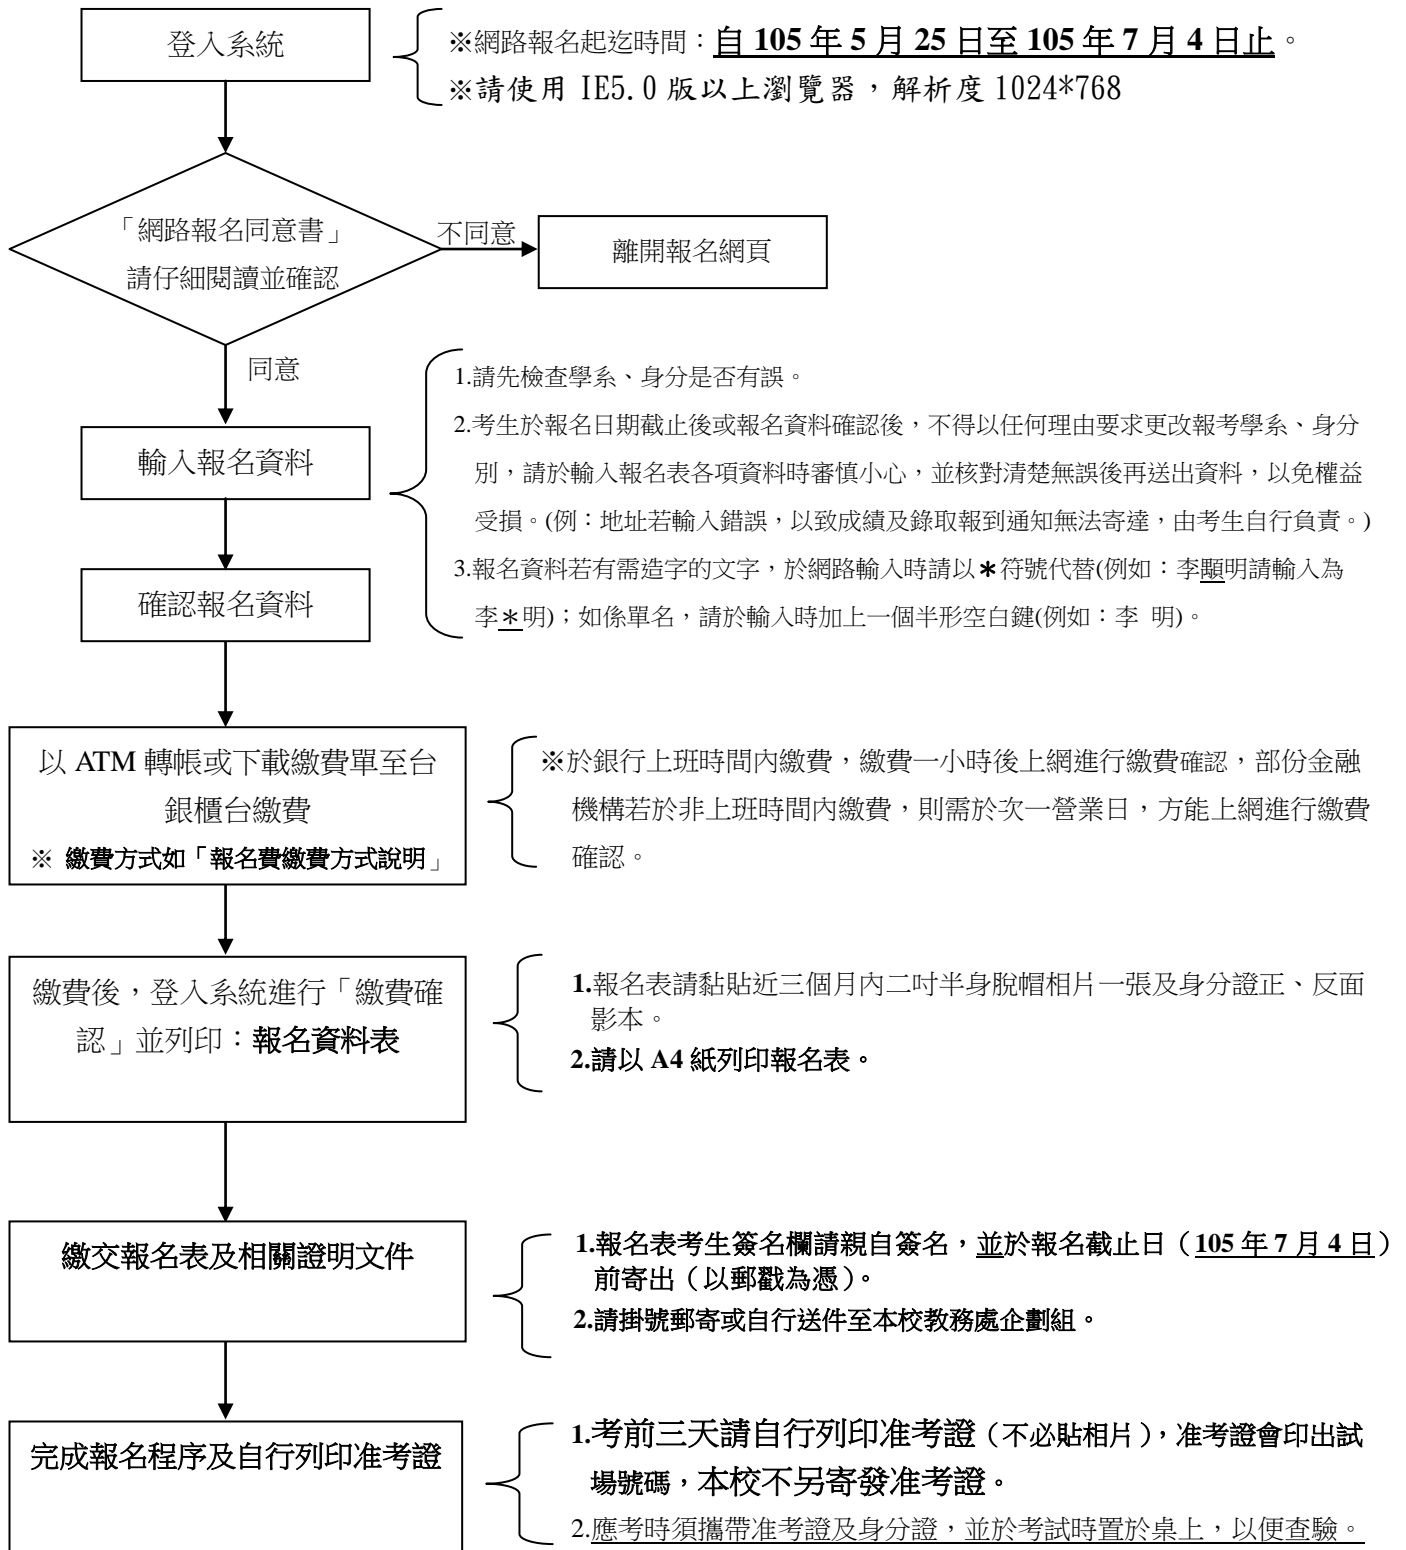 登入系統
※網路報名起迄時間：自 105 年 5 月 25 日至 105 年 7 月 4 日止。
※請使用 IE5.0 版以上瀏覽器，解析度 1024*768
「網路報名同意書」
請仔細閱讀並確認
不同意
離開報名網頁
同意
1.請先檢查學系、身分是否有誤。
2.考生於報名日期截止後或報名資料確認後，不得以任何理由要求更改報考學系、身分
別，請於輸入報名表各項資料時審慎小心，並核對清楚無誤後再送出資料，以免權益
受損。(例：地址若輸入錯誤，以致成績及錄取報到通知無法寄達，由考生自行負責。)
3.報名資料若有需造字的文字，於網路輸入時請以＊符號代替(例如：李顒明請輸入為
李＊明)；如係單名，請於輸入時加上一個半形空白鍵(例如：李 明)。
輸入報名資料
確認報名資料
以 ATM 轉帳或下載繳費單至台
銀櫃台繳費
※ 繳費方式如「報名費繳費方式說明」
※於銀行上班時間內繳費，繳費一小時後上網進行繳費確認，部份金融
機構若於非上班時間內繳費，則需於次一營業日，方能上網進行繳費
確認。
繳費後，登入系統進行「繳費確
認」並列印：報名資料表
1.報名表請黏貼近三個月內二吋半身脫帽相片一張及身分證正、反面
影本。
2.請以 A4 紙列印報名表。
繳交報名表及相關證明文件
1.報名表考生簽名欄請親自簽名，並於報名截止日（105 年 7 月 4 日）
前寄出（以郵戳為憑）。
2.請掛號郵寄或自行送件至本校教務處企劃組。
完成報名程序及自行列印准考證
1.考前三天請自行列印准考證（不必貼相片），准考證會印出試
場號碼，本校不另寄發准考證。
2.應考時須攜帶准考證及身分證，並於考試時置於桌上，以便查驗。